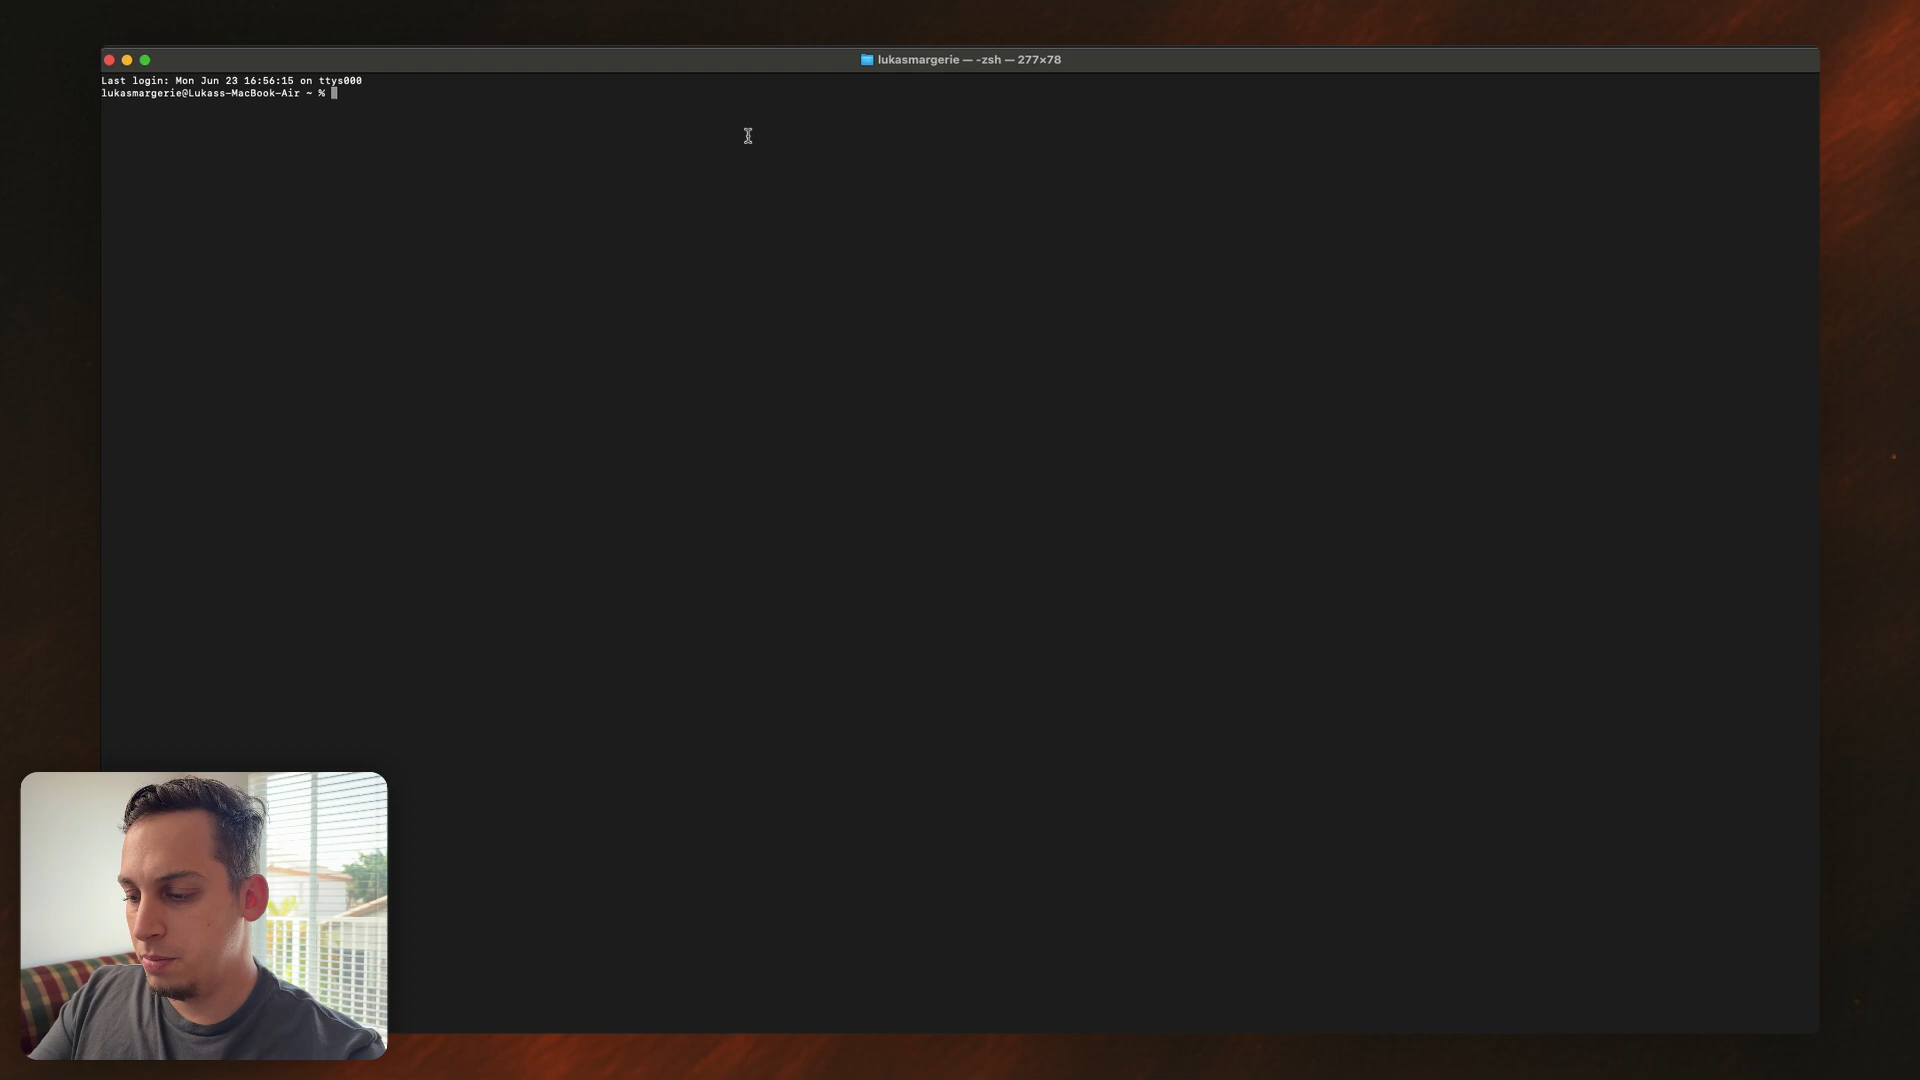 lukasmargerie — -zsh — 277×78
Last login: Mon Jun 23 16:56:15 on ttys000
lukasmargerie@Lukass-MacBook-Air ~ %